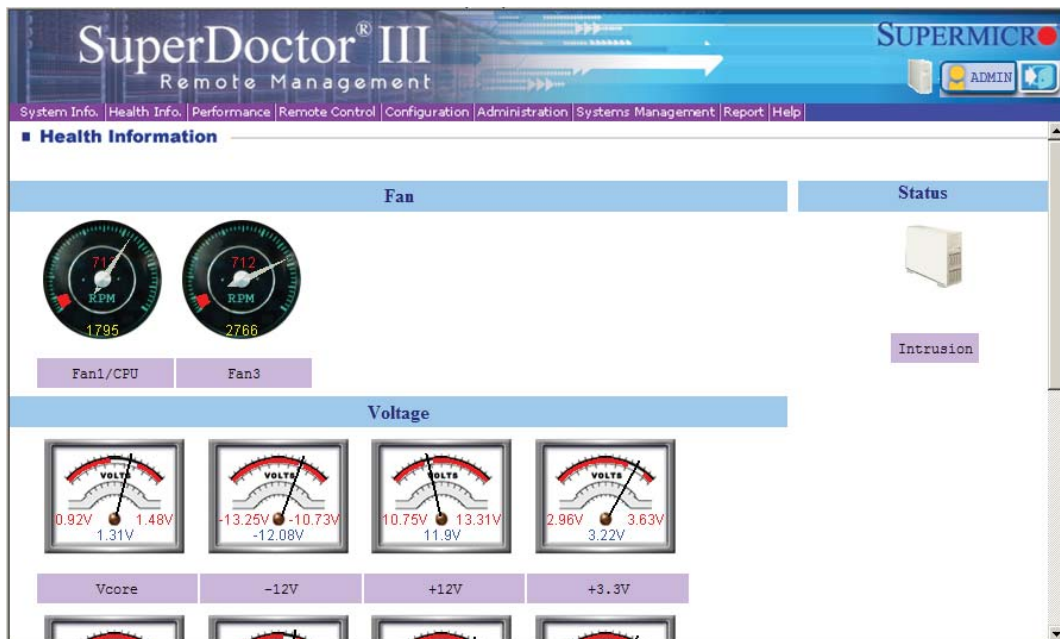 SuperDoctor® III
Remote Management
SUPERMICRO
ADMIN
System Info. Health Info. Performance Remote Control Configuration Administration Systems Management Report Help
Health Information
Fan
Status
712
RPM
1795
712
RPM
2766
Fan1/CPU
Fan3
Intrusion
Voltage
VOLTS
0.92V 1.48V
1.31V
VOLTS
-13.25V -10.73V
-12.08V
VOLTS
10.75V 13.31V
11.9V
VOLTS
2.96V 3.63V
3.22V
Vcore
-12V
+12V
+3.3V